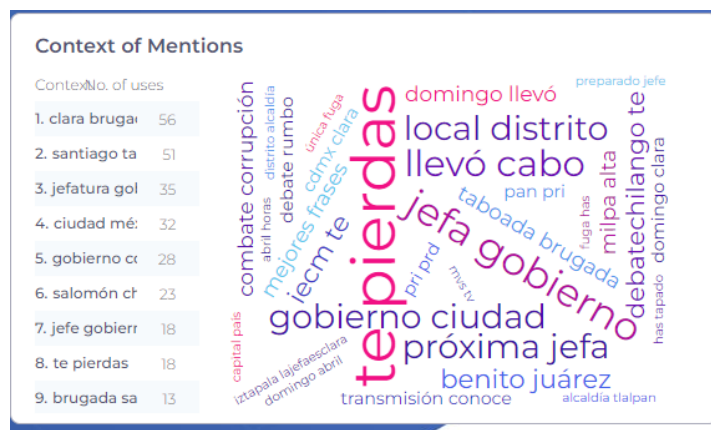 Context of Mentions
Context No. of uses
1. clara brugad 56
2. santiago ta 51
3. jefatura gol 35
4. ciudad méx 32
5. gobierno co 28
6. salomón ch 23
7. jefe gobierr 18
8. te pierdas 18
9. brugada sa 13
te pierdas
domingo llevó
preparado jefe
local distrito
llevó cabo
combate corrupción
distrito alcaldía
debate rumbo
abril horas
única fuga
cdmx clara
mejores frases
iecm te
pan pri
taboada brugada
jefa gobierno
fuga has
milpa alta
debatechilango te
domingo clara
has tapado
pri prd
mvs tv
gobierno ciudad
próxima jefa
capital pais
iztapala lajefaesclara
domingo abril
benito juárez
transmisión conoce
alcaldía tlalpan